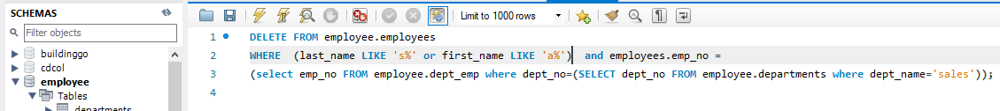 SCHEMAS
Limit to 1000 rows
Filter objects
buildinggo
cdcol
employee
Tables
departments
1 DELETE FROM employee.employees
2 WHERE (last_name LIKE 's%' or first_name LIKE 'a%') and employees.emp_no =
3 (select emp_no FROM employee.dept_emp where dept_no=(SELECT dept_no FROM employee.departments where dept_name='sales'));
4